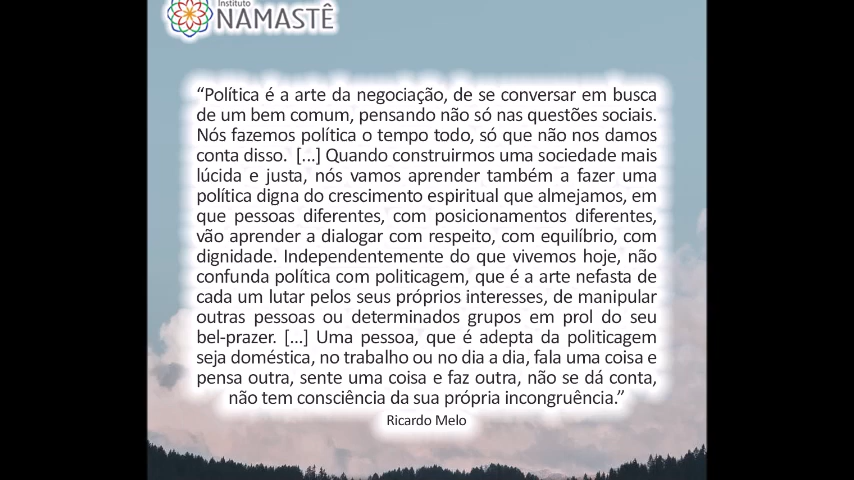 Instituto
NAMASTÊ
“Política é a arte da negociação, de se conversar em busca
de um bem comum, pensando não só nas questões sociais.
Nós fazemos política o tempo todo, só que não nos damos
conta disso. [...] Quando construirmos uma sociedade mais
lúcida e justa, nós vamos aprender também a fazer uma
política digna do crescimento espiritual que almejamos, em
que pessoas diferentes, com posicionamentos diferentes,
vão aprender a dialogar com respeito, com equilíbrio, com
dignidade. Independentemente do que vivemos hoje, não
confunda política com politicagem, que é a arte nefasta de
cada um lutar pelos seus próprios interesses, de manipular
outras pessoas ou determinados grupos em prol do seu
bel-prazer. [...] Uma pessoa, que é adepta da politicagem
seja doméstica, no trabalho ou no dia a dia, fala uma coisa e
pensa outra, sente uma coisa e faz outra, não se dá conta,
não tem consciência da sua própria incongruência.”
Ricardo Melo